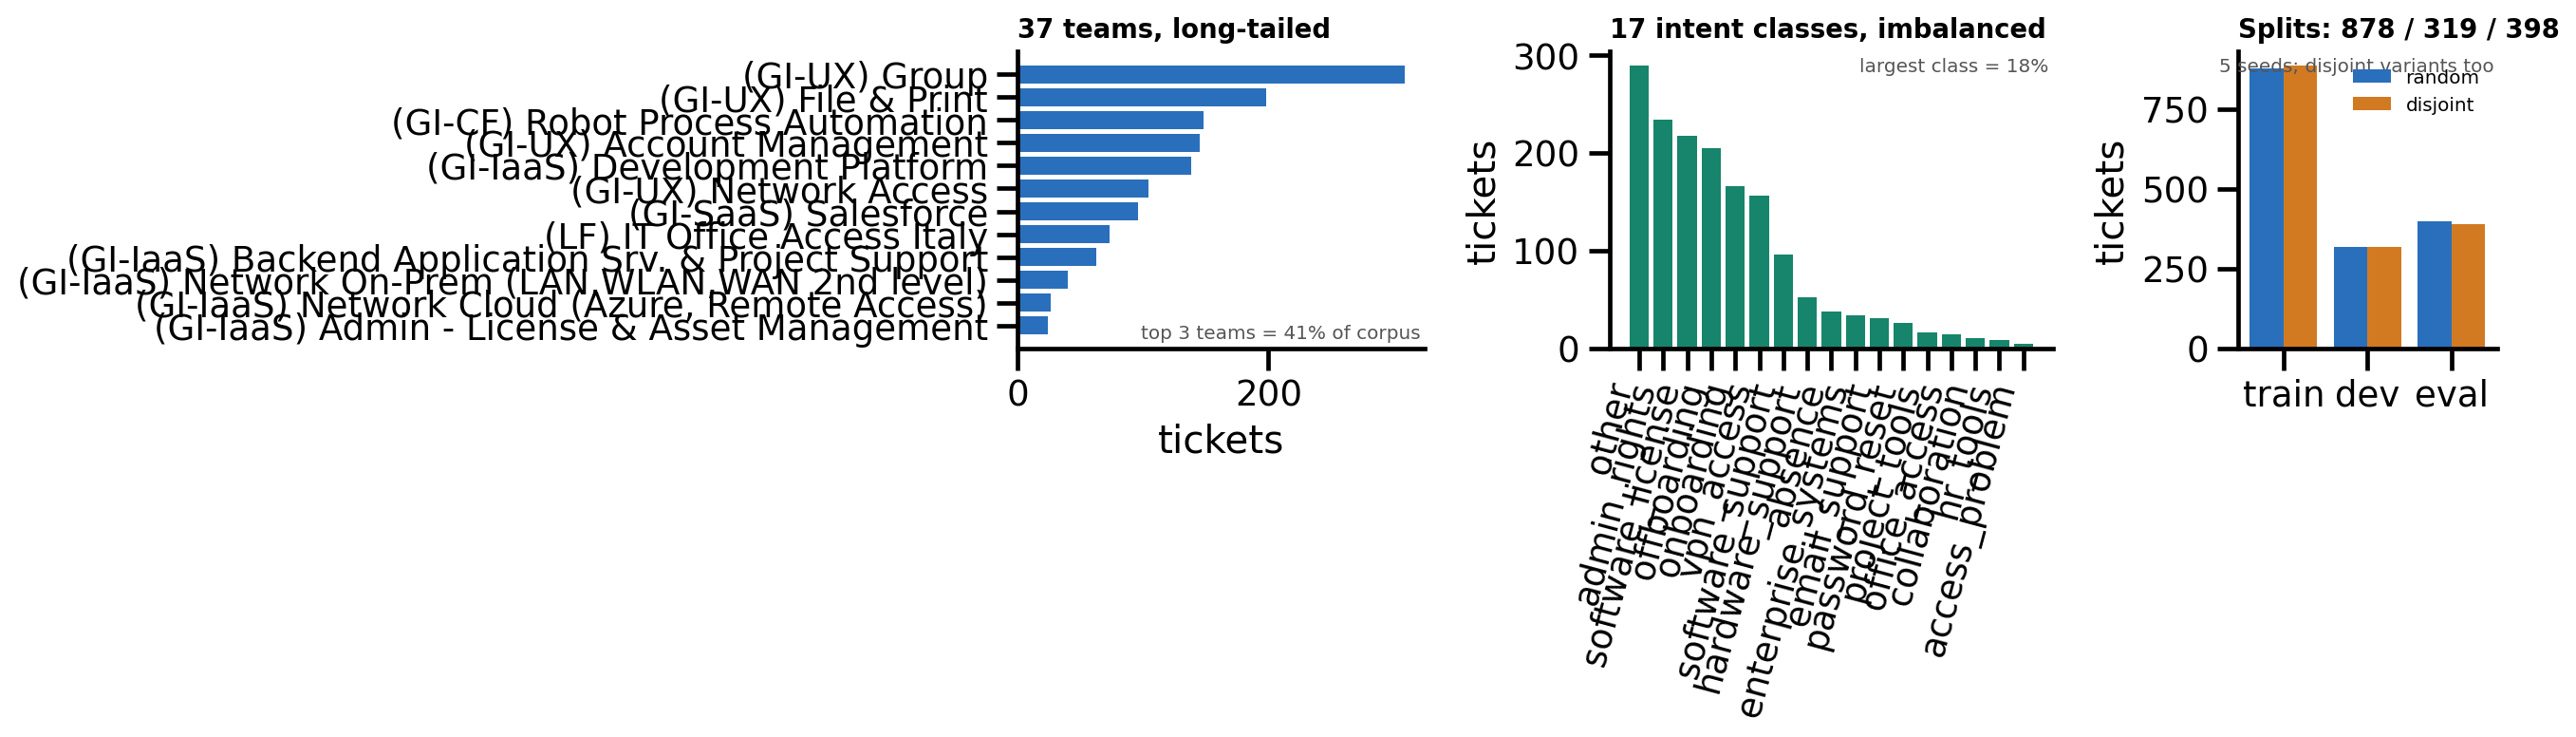 37 teams, long-tailed
(GI-UX) Group
(GI-UX) File & Print
(GI-CF) Robot Process Automation
(GI-UX) Account Management
(GI-IaaS) Development Platform
(GI-UX) Network Access
(GI-SaaS) Salesforce
(LF) IT Office Access Italy
(GI-IaaS) Backend Application Srv. & Project Support
(GI-IaaS) Network On-Prem (LAN,WLAN,WAN 2nd level)
(GI-IaaS) Network Cloud (Azure, Remote Access)
(GI-IaaS) Admin - License & Asset Management
top 3 teams = 41% of corpus
0 200
tickets
17 intent classes, imbalanced
largest class = 18%
tickets
300
200
100
0
other
admin_rights
software_license
offboarding
onboarding
vpn_access
software_support
hardware_support
absence
enterprise_systems
email_support
password_reset
project_tools
office_access
collaboration
hr_tools
access_problem
Splits: 878 / 319 / 398
5 seeds; disjoint variants too
random
disjoint
tickets
750
500
250
0
train dev eval